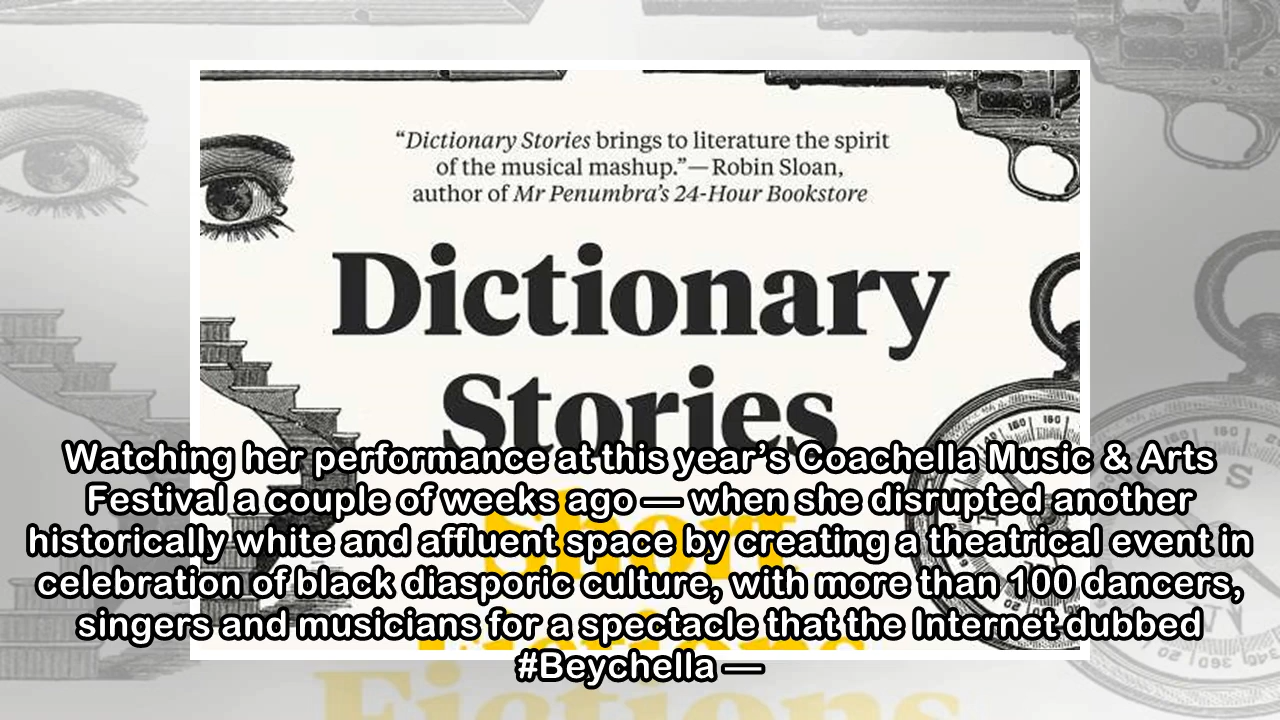 “Dictionary Stories brings to literature the spirit
of the musical mashup.”—Robin Sloan,
author of Mr Penumbra’s 24-Hour Bookstore
Dictionary
Stories
Short
Fictions
Watching her performance at this year’s Coachella Music & Arts
Festival a couple of weeks ago — when she disrupted another
historically white and affluent space by creating a theatrical event in
celebration of black diasporic culture, with more than 100 dancers,
singers and musicians for a spectacle that the Internet dubbed
#Beychella —